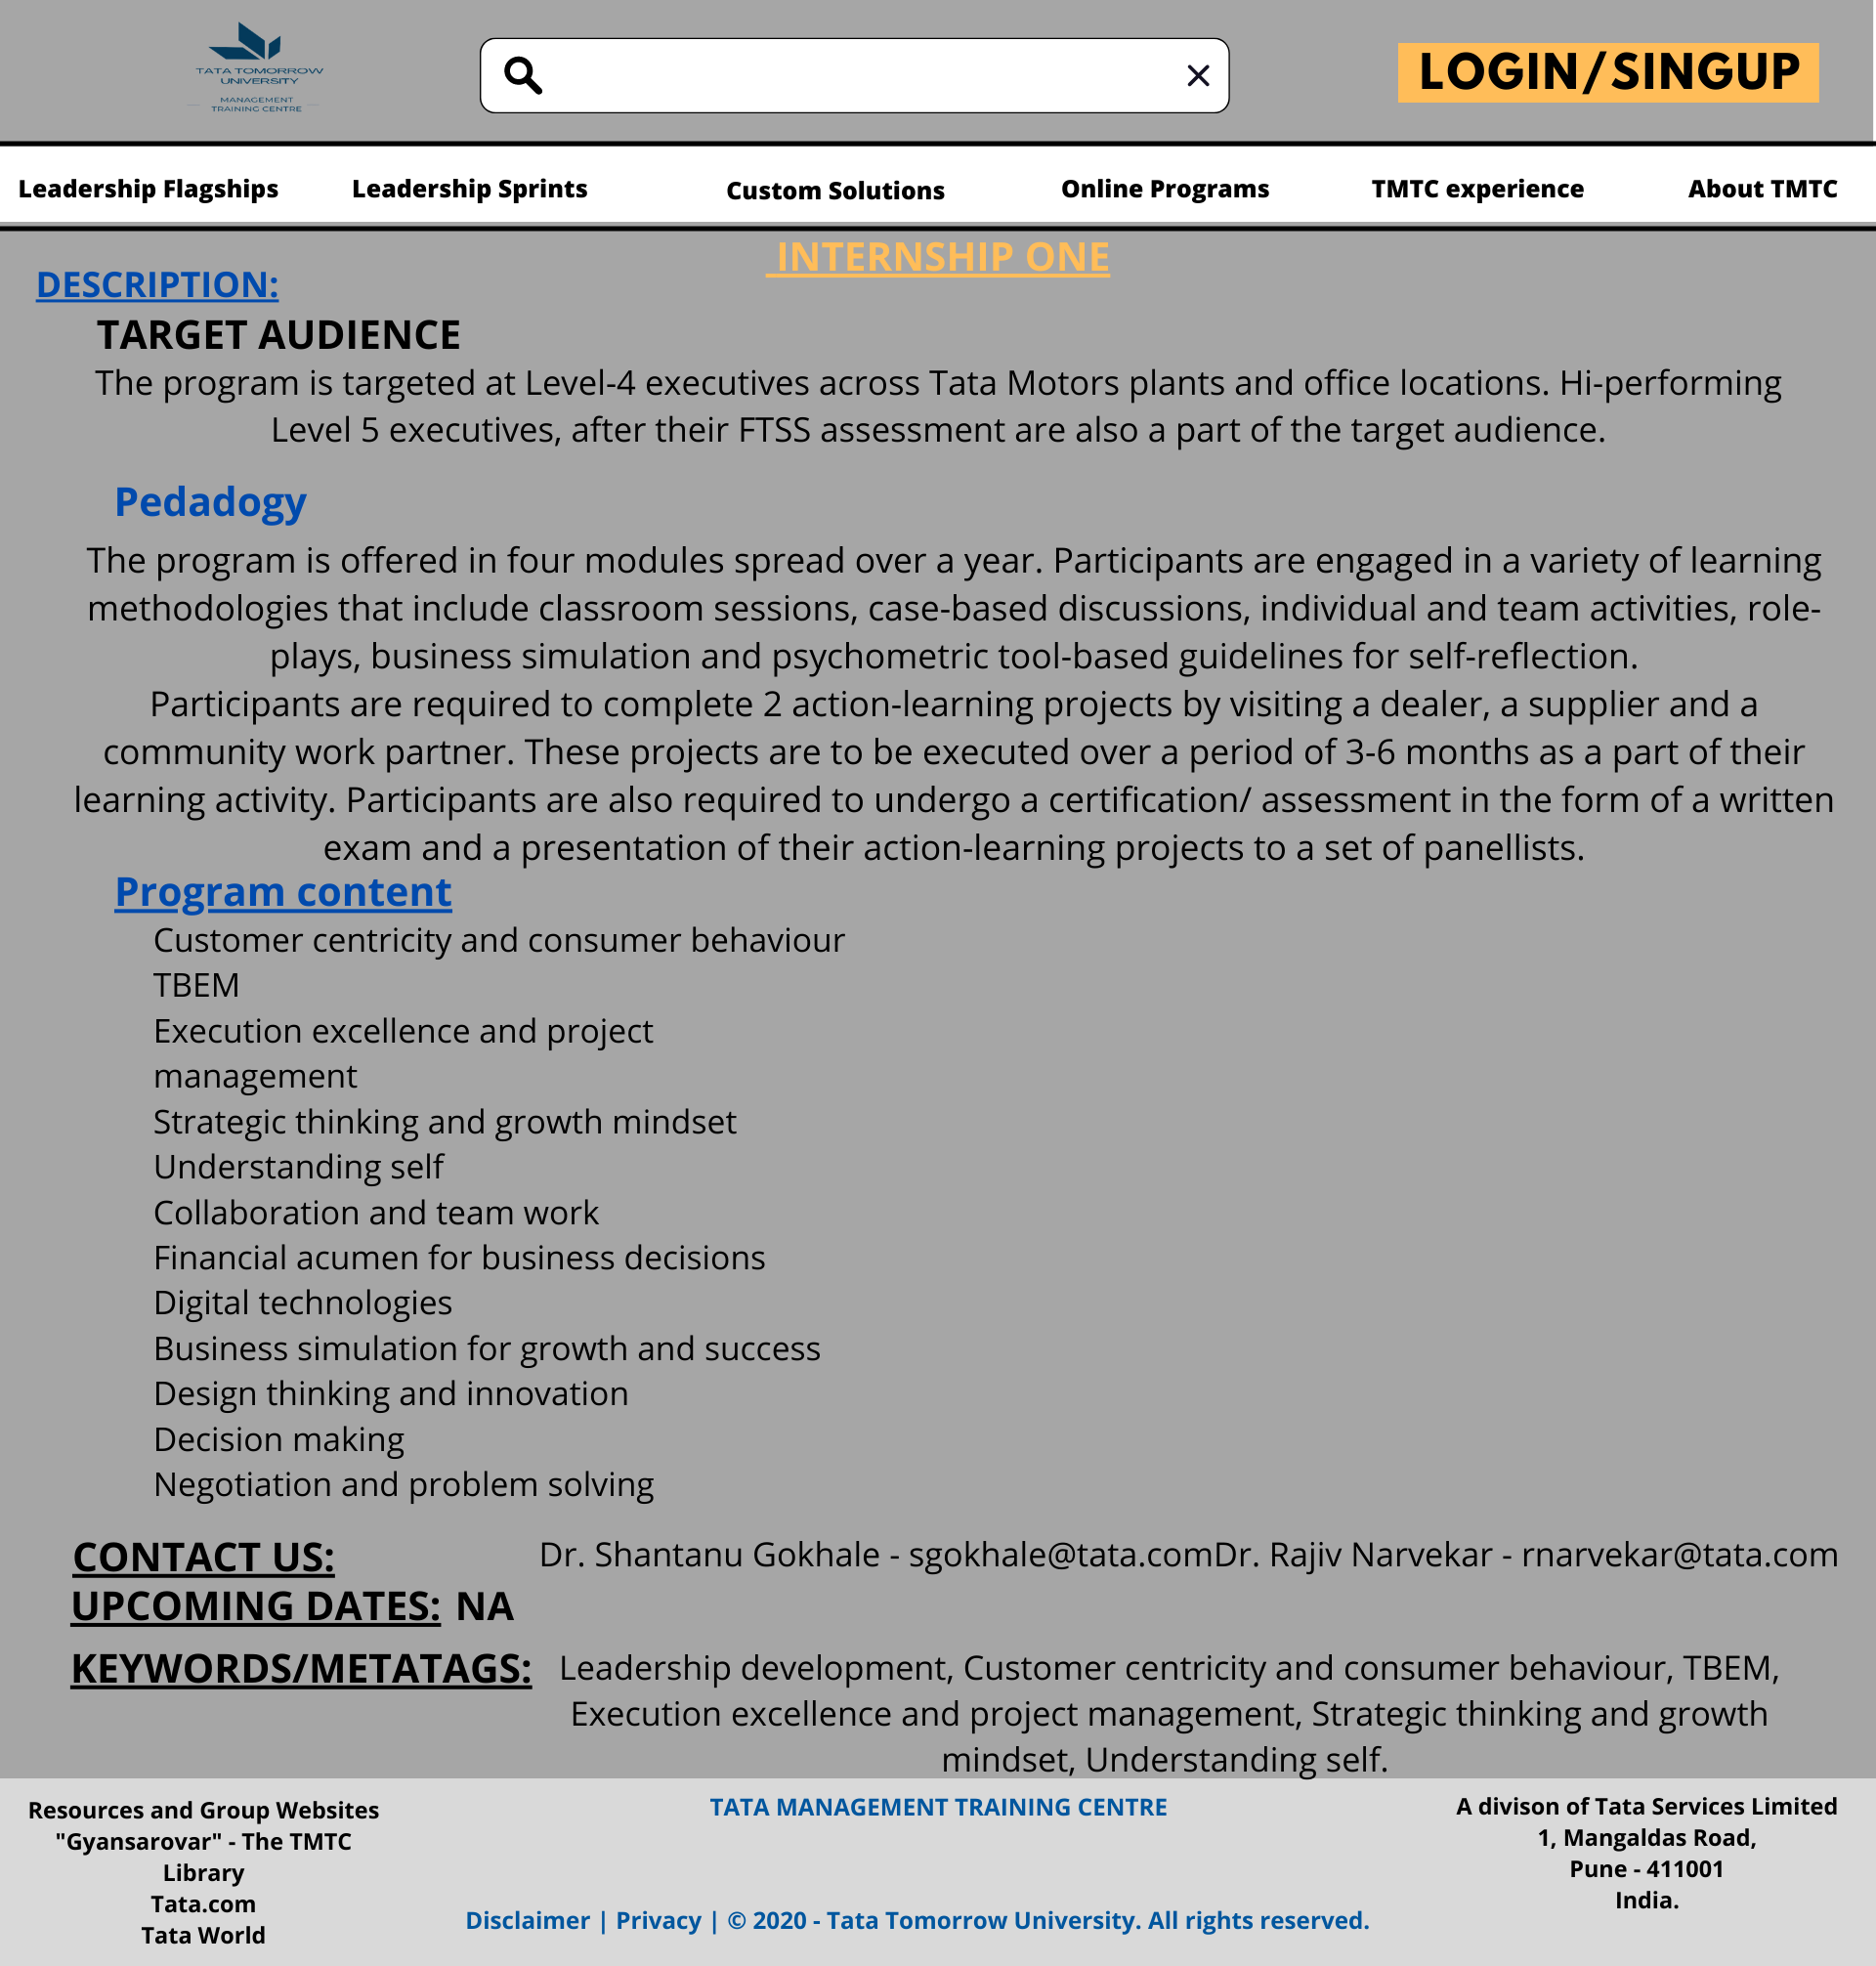 TATA TOMORROW
UNIVERSITY
MANAGEMENT
TRAINING CENTRE
LOGIN/SINGUP
Leadership Flagships Leadership Sprints Custom Solutions Online Programs TMTC experience About TMTC
INTERNSHIP ONE
DESCRIPTION:
TARGET AUDIENCE
The program is targeted at Level-4 executives across Tata Motors plants and office locations. Hi-performing
Level 5 executives, after their FTSS assessment are also a part of the target audience.
Pedadogy
The program is offered in four modules spread over a year. Participants are engaged in a variety of learning
methodologies that include classroom sessions, case-based discussions, individual and team activities, role-
plays, business simulation and psychometric tool-based guidelines for self-reflection.
Participants are required to complete 2 action-learning projects by visiting a dealer, a supplier and a
community work partner. These projects are to be executed over a period of 3-6 months as a part of their
learning activity. Participants are also required to undergo a certification/ assessment in the form of a written
exam and a presentation of their action-learning projects to a set of panellists.
Program content
Customer centricity and consumer behaviour
TBEM
Execution excellence and project
management
Strategic thinking and growth mindset
Understanding self
Collaboration and team work
Financial acumen for business decisions
Digital technologies
Business simulation for growth and success
Design thinking and innovation
Decision making
Negotiation and problem solving
CONTACT US: Dr. Shantanu Gokhale - sgokhale@tata.comDr. Rajiv Narvekar - rnarvekar@tata.com
UPCOMING DATES: NA
KEYWORDS/METATAGS: Leadership development, Customer centricity and consumer behaviour, TBEM,
Execution excellence and project management, Strategic thinking and growth
mindset, Understanding self.
Resources and Group Websites
"Gyansarovar" - The TMTC
Library
Tata.com
Tata World
TATA MANAGEMENT TRAINING CENTRE
Disclaimer | Privacy | © 2020 - Tata Tomorrow University. All rights reserved.
A divison of Tata Services Limited
1, Mangaldas Road,
Pune - 411001
India.